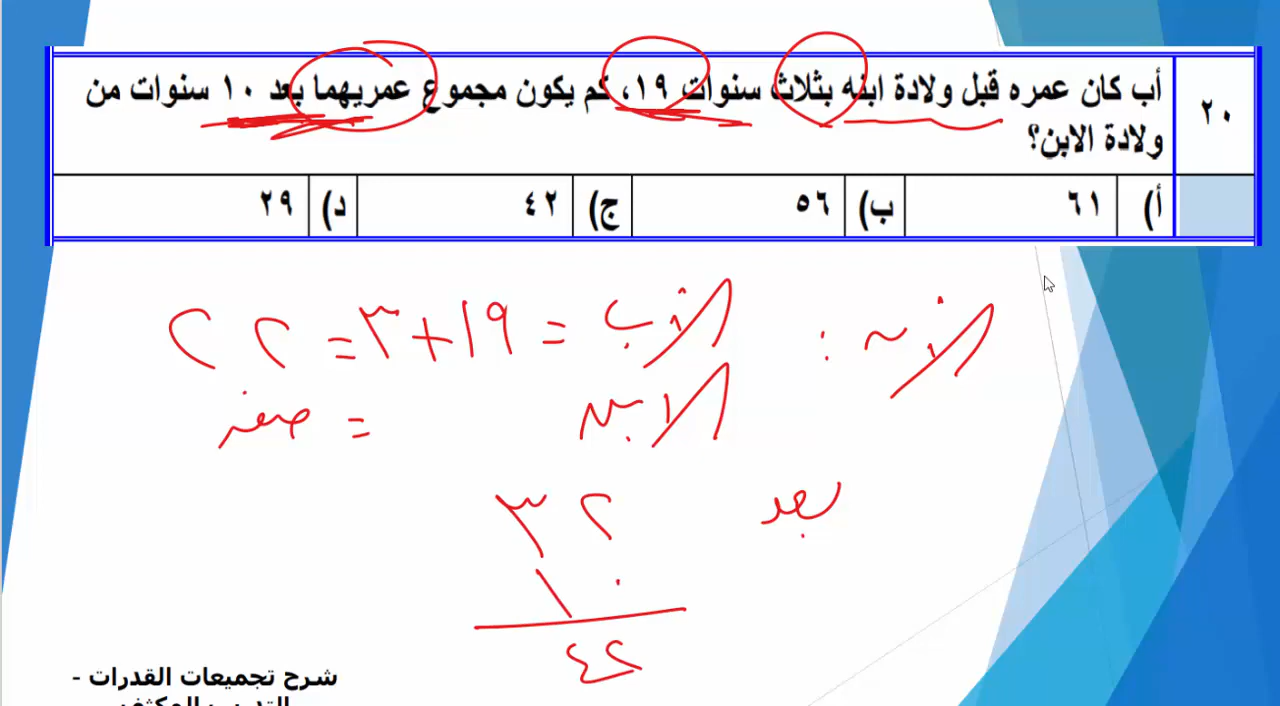 ٢٠
أب كان عمره قبل ولادة ابنه بثلاث سنوات ١٩، كم يكون مجموع عمريهما بعد ١٠ سنوات من
ولادة الابن؟
أ) ٦١ ب) ٥٦ ج) ٤٢ د) ٢٩
الآن : الأب = ١٩ + ٣ = ٢٢
الابن = صفر
بعد ٣٢
١٠
٤٢
شرح تجميعات القدرات -